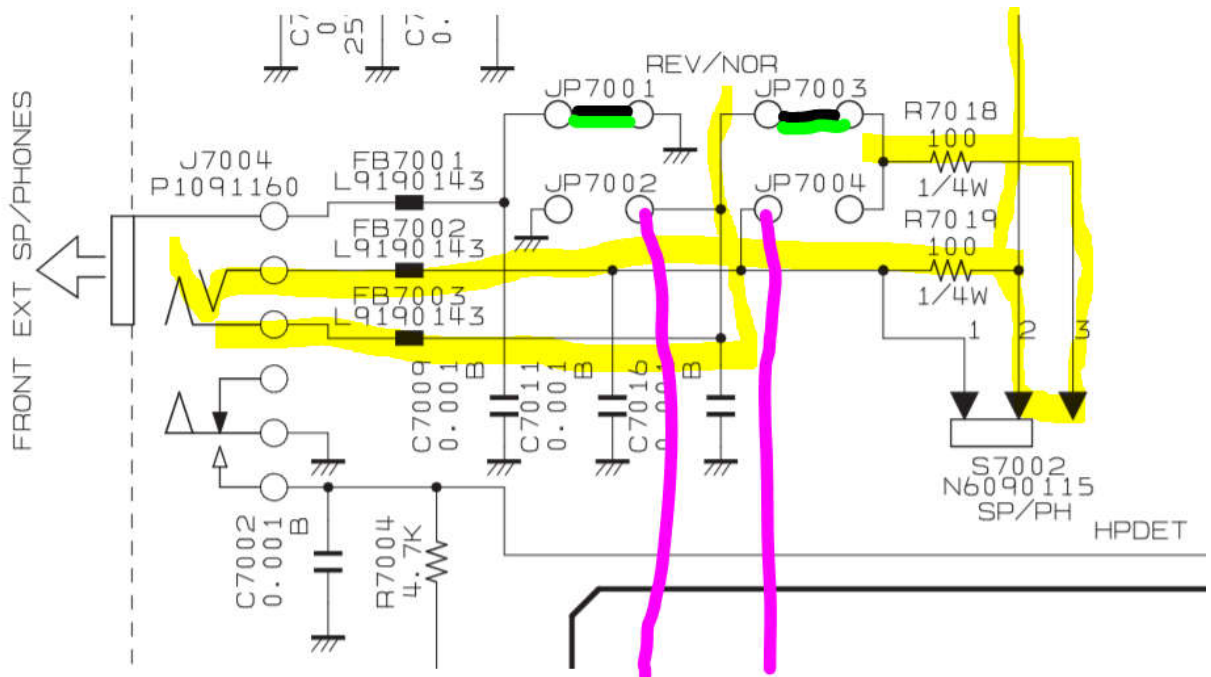 FRONT EXT SP/PHONES
0
25
0.
REV/NOR
JP7001
JP7003
R7018
100
1/4W
J7004
P1091160
FB7001
L9190143
JP7002
JP7004
R7019
100
1/4W
FB7002
L9190143
FB7003
L9190143
1
2
3
C7009
0.001
B
C7011
0.001
B
C7016
B
S7002
N6090115
SP/PH
HPDET
C7002
0.001
B
R7004
4.7K